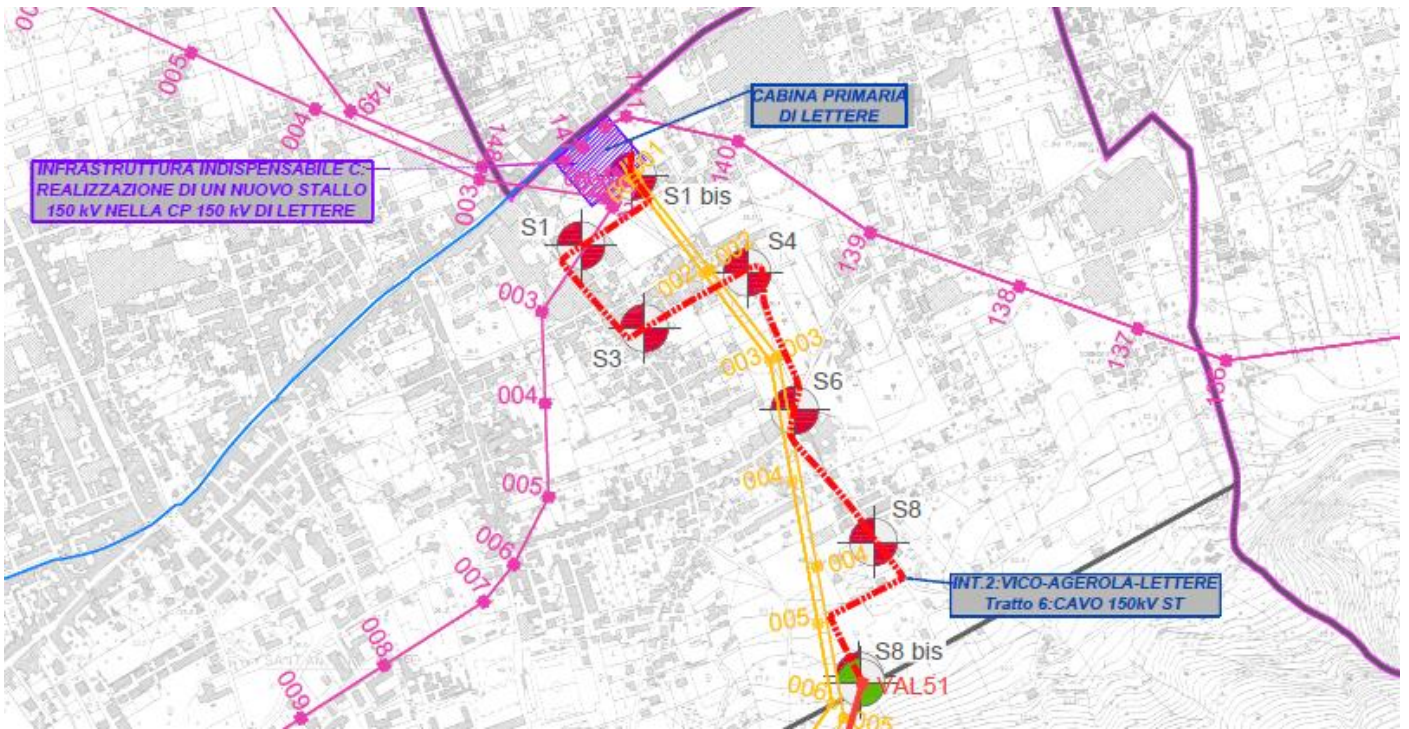 005
004
149
148
003
CABINA PRIMARIA
DI LETTERE
140
INFRASTRUTTURA INDISPENSABILE C:
REALIZZAZIONE DI UN NUOVO STALLO
150 kV NELLA CP 150 kV DI LETTERE
S1 bis
S1
S4
139
002
002
138
003
S3
003
003
137
136
S6
004
004
005
S8
004
006
INT.2:VICO-AGEROLA-LETTERE
Tratto 6:CAVO 150kV ST
007
005
008
S8 bis
VAL51
006
009
005